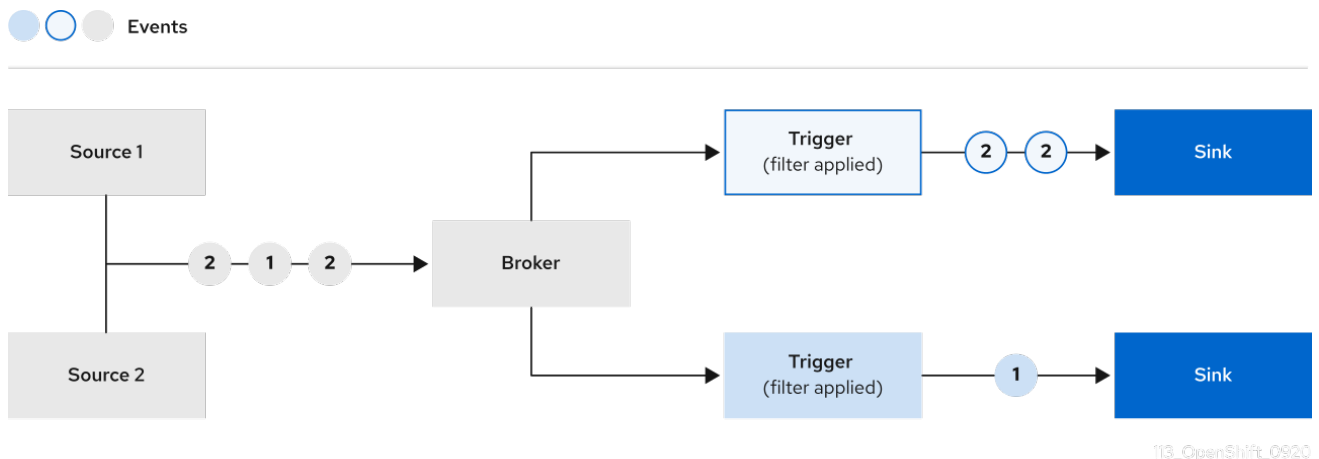 Events
Source 1
Trigger
(filter applied)
2
2
Sink
2
1
2
Broker
Source 2
Trigger
(filter applied)
1
Sink
113_OpenShift_0920